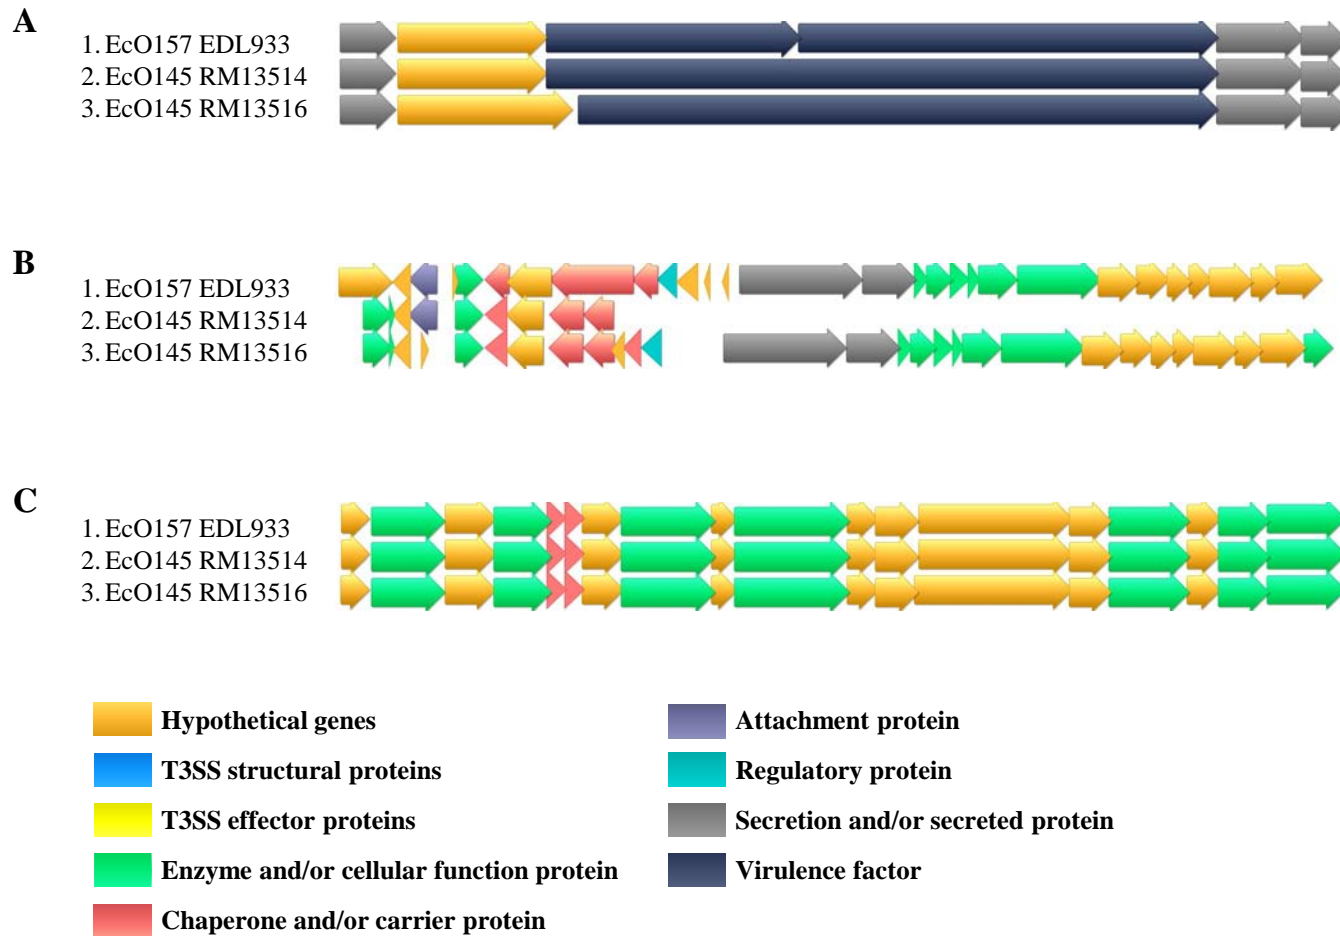 A
1. EcO157 EDL933
2. EcO145 RM13514
3. EcO145 RM13516
B
1. EcO157 EDL933
2. EcO145 RM13514
3. EcO145 RM13516
C
1. EcO157 EDL933
2. EcO145 RM13514
3. EcO145 RM13516
Hypothetical genes
T3SS structural proteins
T3SS effector proteins
Enzyme and/or cellular function protein
Chaperone and/or carrier protein
Attachment protein
Regulatory protein
Secretion and/or secreted protein
Virulence factor